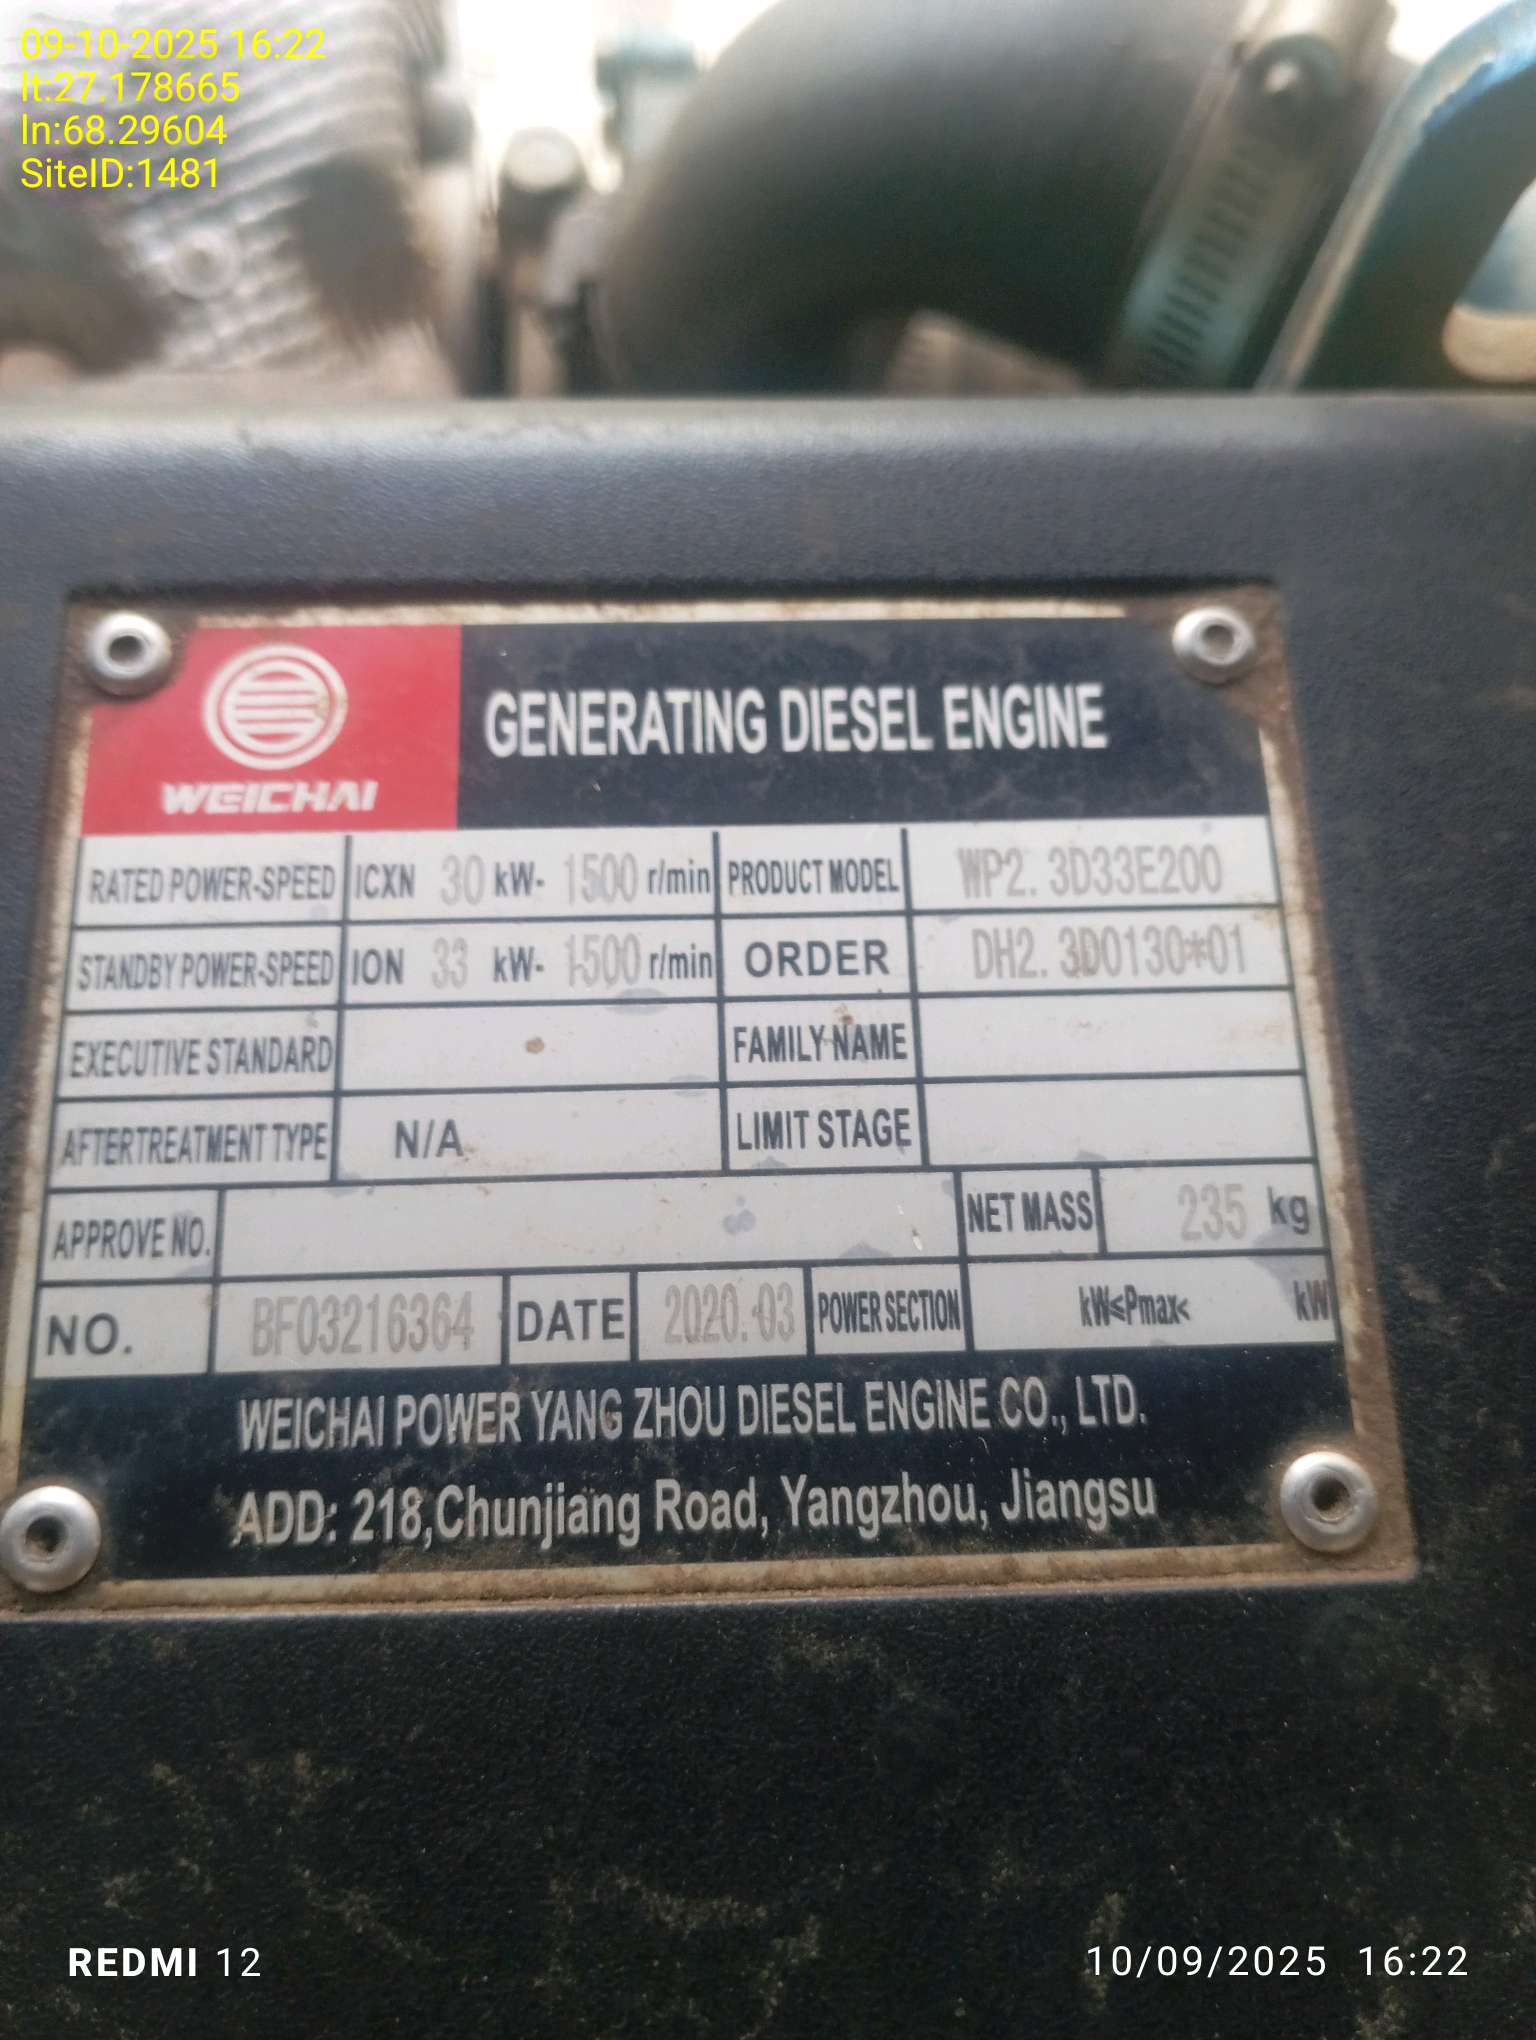 09-10-2025 16:22
lt:27.178665
ln:68.29604
SiteID:1481
WEICHAI
GENERATING DIESEL ENGINE
RATED POWER-SPEED ICXN 30 kW- 1500 r/min PRODUCT MODEL WP2.3D33E200
STANDBY POWER-SPEED ION 33 kW- 1500 r/min ORDER DH2.3D0130*01
EXECUTIVE STANDARD FAMILY NAME
AFTERTREATMENT TYPE N/A LIMIT STAGE
APPROVE NO. NET MASS 235 kg
NO. BF03216364 DATE 2020.03 POWER SECTION kW≤Pmax< kW
WEICHAI POWER YANG ZHOU DIESEL ENGINE CO., LTD.
ADD: 218,Chunjiang Road, Yangzhou, Jiangsu
REDMI 12
10/09/2025 16:22